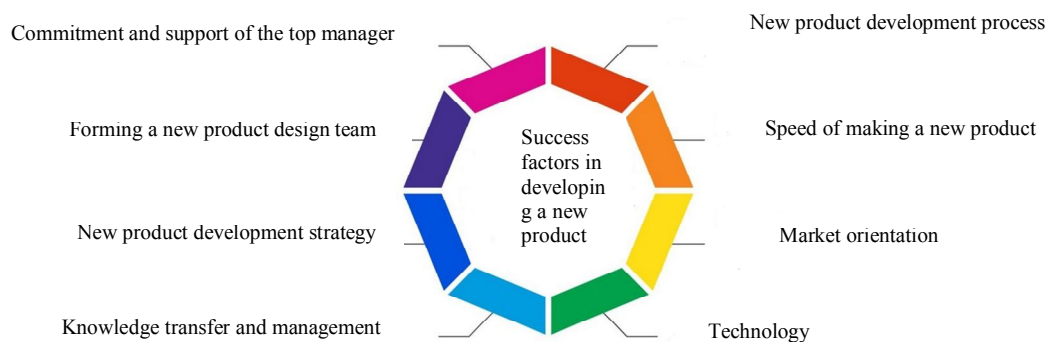 Commitment and support of the top manager
New product development process
Forming a new product design team
Speed of making a new product
Success
factors in
developin
g a new
product
New product development strategy
Market orientation
Knowledge transfer and management
Technology